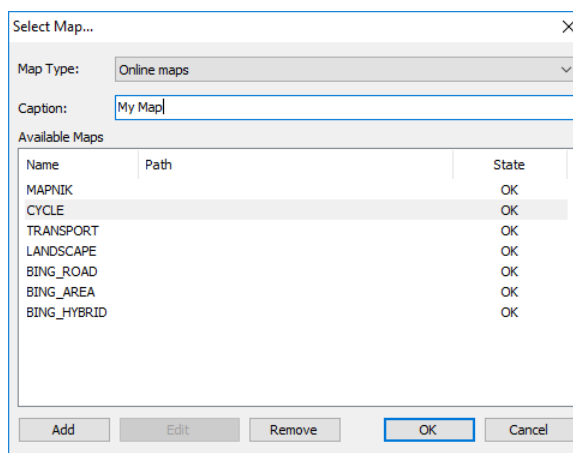 Select Map...
Map Type: Online maps
Caption: My Map
Available Maps
Name Path State
MAPNIK OK
CYCLE OK
TRANSPORT OK
LANDSCAPE OK
BING_ROAD OK
BING_AREA OK
BING_HYBRID OK
Add Edit Remove OK Cancel